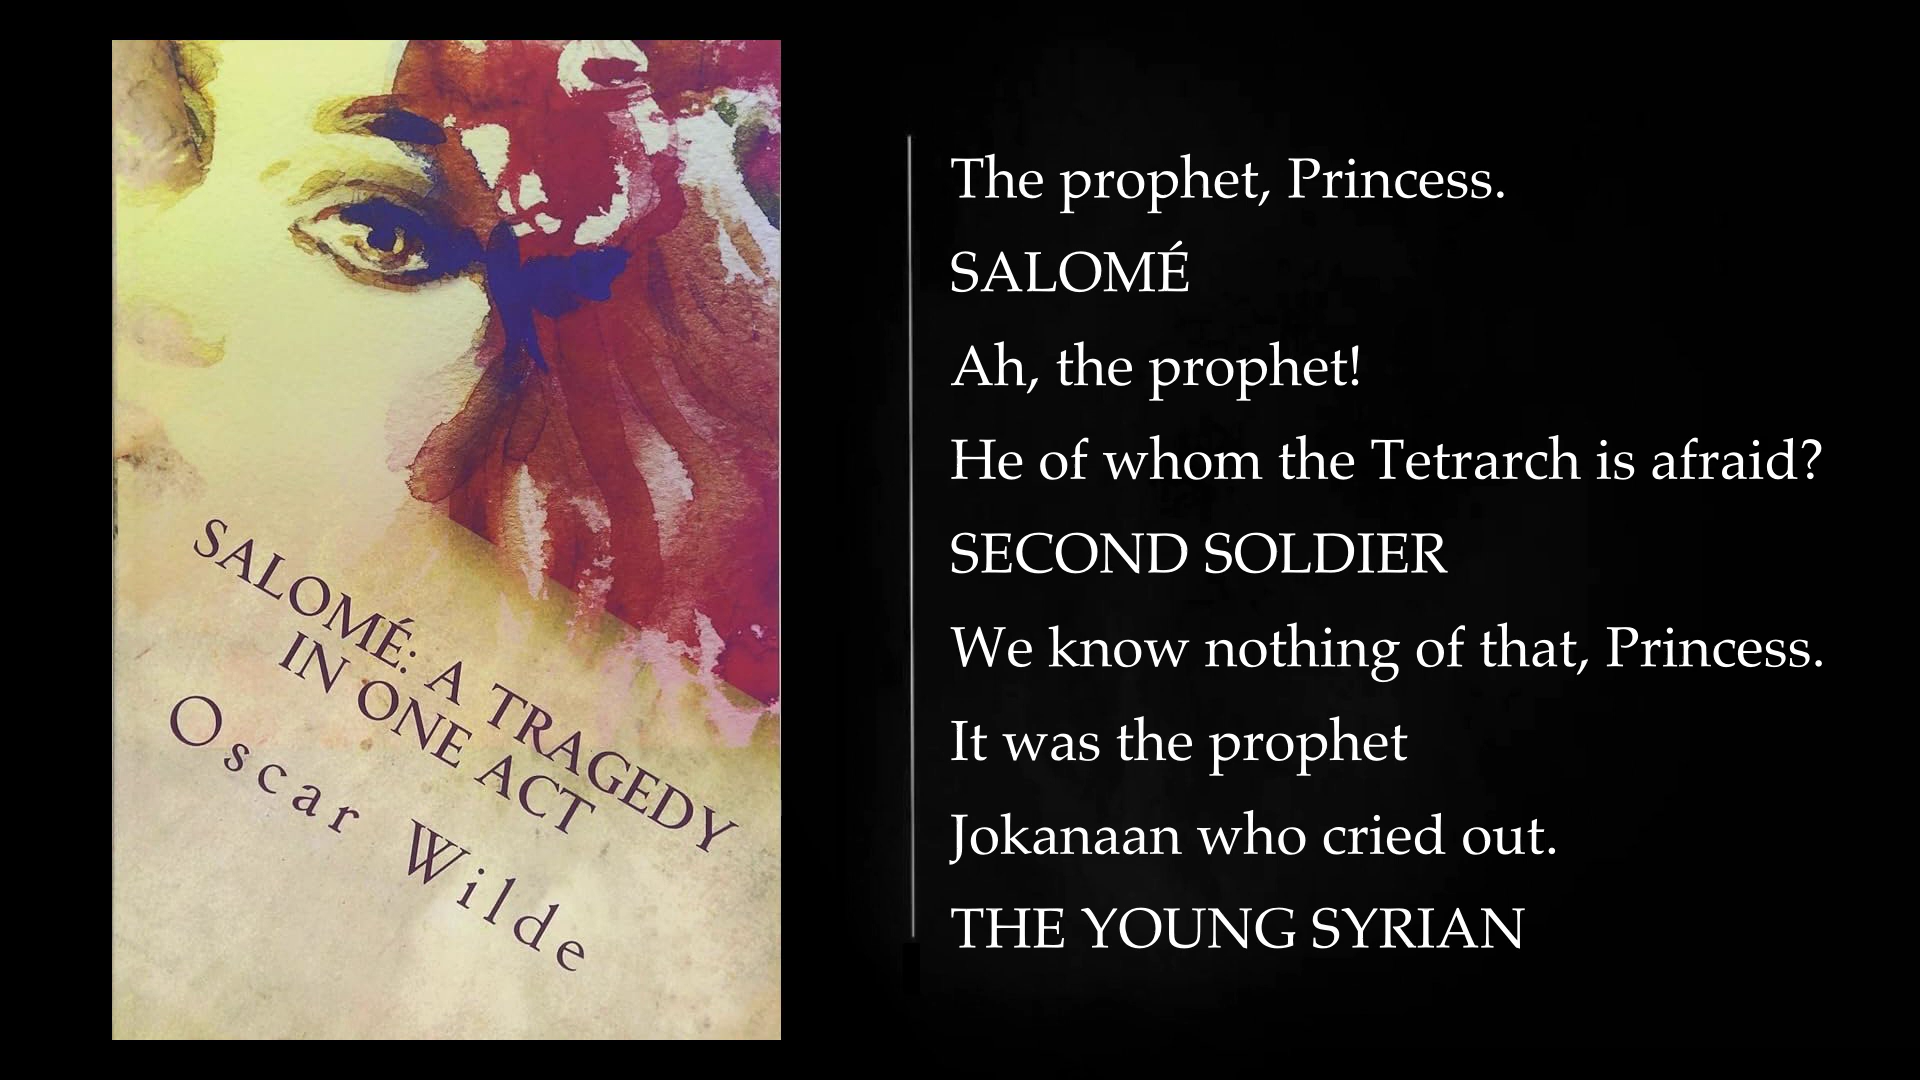 SALOMÉ: A TRAGEDY
IN ONE ACT
Oscar Wilde
The prophet, Princess.
SALOMÉ
Ah, the prophet!
He of whom the Tetrarch is afraid?
SECOND SOLDIER
We know nothing of that, Princess.
It was the prophet
Jokanaan who cried out.
THE YOUNG SYRIAN